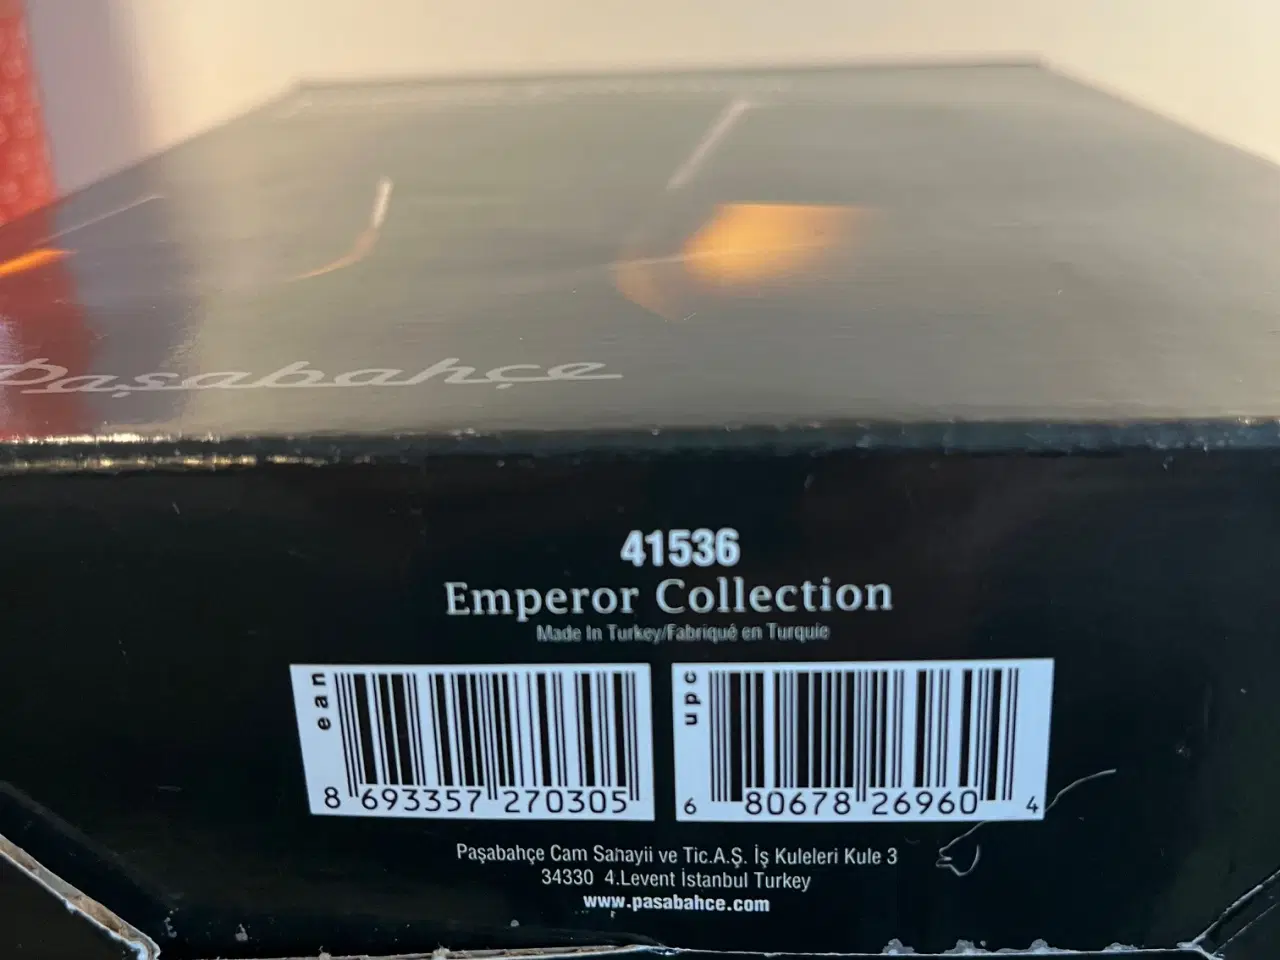 Paşabahçe
41536
Emperor Collection
Made In Turkey/Fabriqué en Turquie
ean
8 693357 270305
upc
6 80678 26960 4
Paşabahçe Cam Sanayii ve Tic.A.Ş. İş Kuleleri Kule 3
34330 4.Levent İstanbul Turkey
www.pasabahce.com